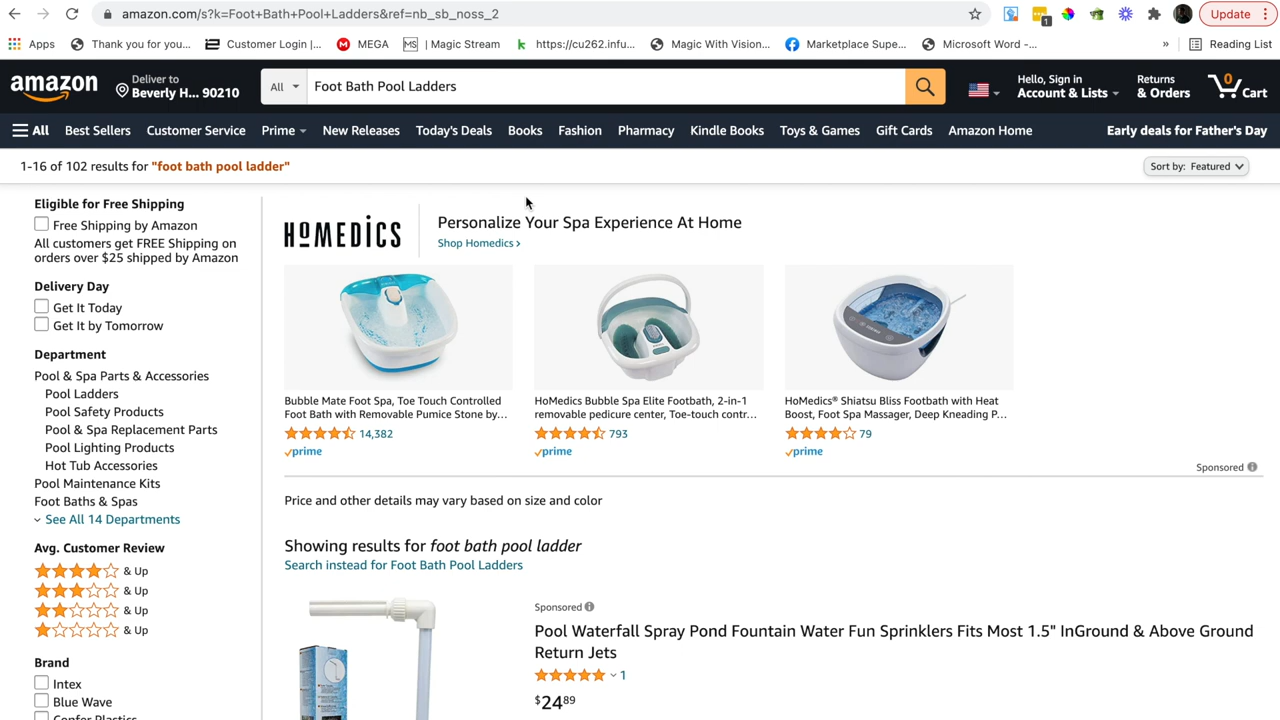 amazon.com/s?k=Foot+Bath+Pool+Ladders&ref=nb_sb_noss_2
1
Update
Apps
Thank you for you...
Customer Login |...
MEGA
MS
| Magic Stream
https://cu262.infu...
Magic With Vision...
Marketplace Supe...
Microsoft Word -...
»
Reading List
amazon
Deliver to
Beverly H... 90210
All
Foot Bath Pool Ladders
Hello, Sign in
Account & Lists
Returns
& Orders
0
Cart
All
Best Sellers
Customer Service
Prime
New Releases
Today's Deals
Books
Fashion
Pharmacy
Kindle Books
Toys & Games
Gift Cards
Amazon Home
Early deals for Father's Day
1-16 of 102 results for "foot bath pool ladder"
Sort by: Featured
Eligible for Free Shipping
Free Shipping by Amazon
All customers get FREE Shipping on
orders over $25 shipped by Amazon
Delivery Day
Get It Today
Get It by Tomorrow
Department
Pool & Spa Parts & Accessories
Pool Ladders
Pool Safety Products
Pool & Spa Replacement Parts
Pool Lighting Products
Hot Tub Accessories
Pool Maintenance Kits
Foot Baths & Spas
See All 14 Departments
Avg. Customer Review
& Up
& Up
& Up
& Up
Brand
Intex
Blue Wave
Confer Plastics
HOMEDICS
Personalize Your Spa Experience At Home
Shop Homedics ›
Bubble Mate Foot Spa, Toe Touch Controlled
Foot Bath with Removable Pumice Stone by...
14,382
prime
HoMedics Bubble Spa Elite Footbath, 2-in-1
removable pedicure center, Toe-touch contr...
793
prime
HoMedics® Shiatsu Bliss Footbath with Heat
Boost, Foot Spa Massager, Deep Kneading P...
79
prime
Sponsored
Price and other details may vary based on size and color
Showing results for foot bath pool ladder
Search instead for Foot Bath Pool Ladders
Sponsored
Pool Waterfall Spray Pond Fountain Water Fun Sprinklers Fits Most 1.5" InGround & Above Ground
Return Jets
1
$2489